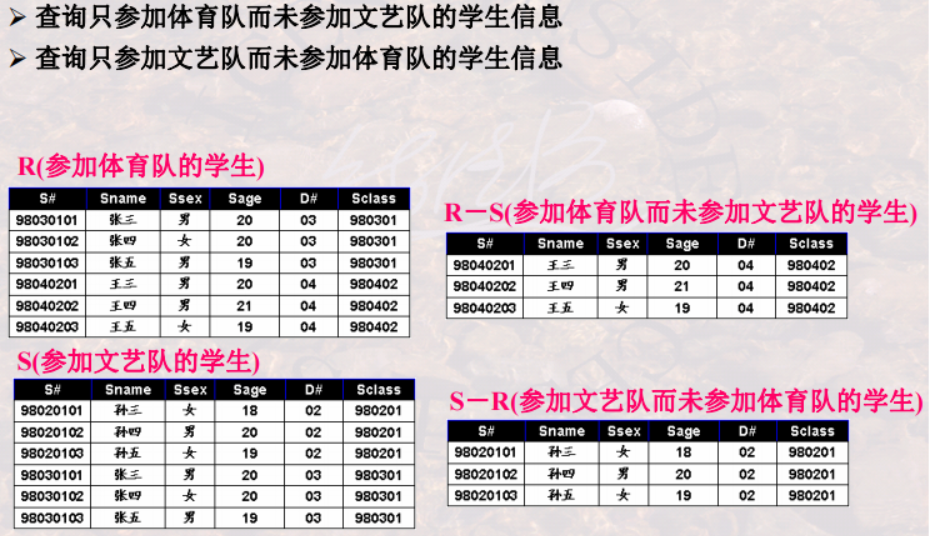 ➢ 查询只参加体育队而未参加文艺队的学生信息
➢ 查询只参加文艺队而未参加体育队的学生信息
R(参加体育队的学生)
S# Sname Ssex Sage D# Sclass
98030101 张三 男 20 03 980301
98030102 张四 女 20 03 980301
98030103 张五 男 19 03 980301
98040201 王三 男 20 04 980402
98040202 王四 男 21 04 980402
98040203 王五 女 19 04 980402
S(参加文艺队的学生)
S# Sname Ssex Sage D# Sclass
98020101 孙三 女 18 02 980201
98020102 孙四 男 20 02 980201
98020103 孙五 女 19 02 980201
98030101 张三 男 20 03 980301
98030102 张四 女 20 03 980301
98030103 张五 男 19 03 980301
R－S(参加体育队而未参加文艺队的学生)
S# Sname Ssex Sage D# Sclass
98040201 王三 男 20 04 980402
98040202 王四 男 21 04 980402
98040203 王五 女 19 04 980402
S－R(参加文艺队而未参加体育队的学生)
S# Sname Ssex Sage D# Sclass
98020101 孙三 女 18 02 980201
98020102 孙四 男 20 02 980201
98020103 孙五 女 19 02 980201